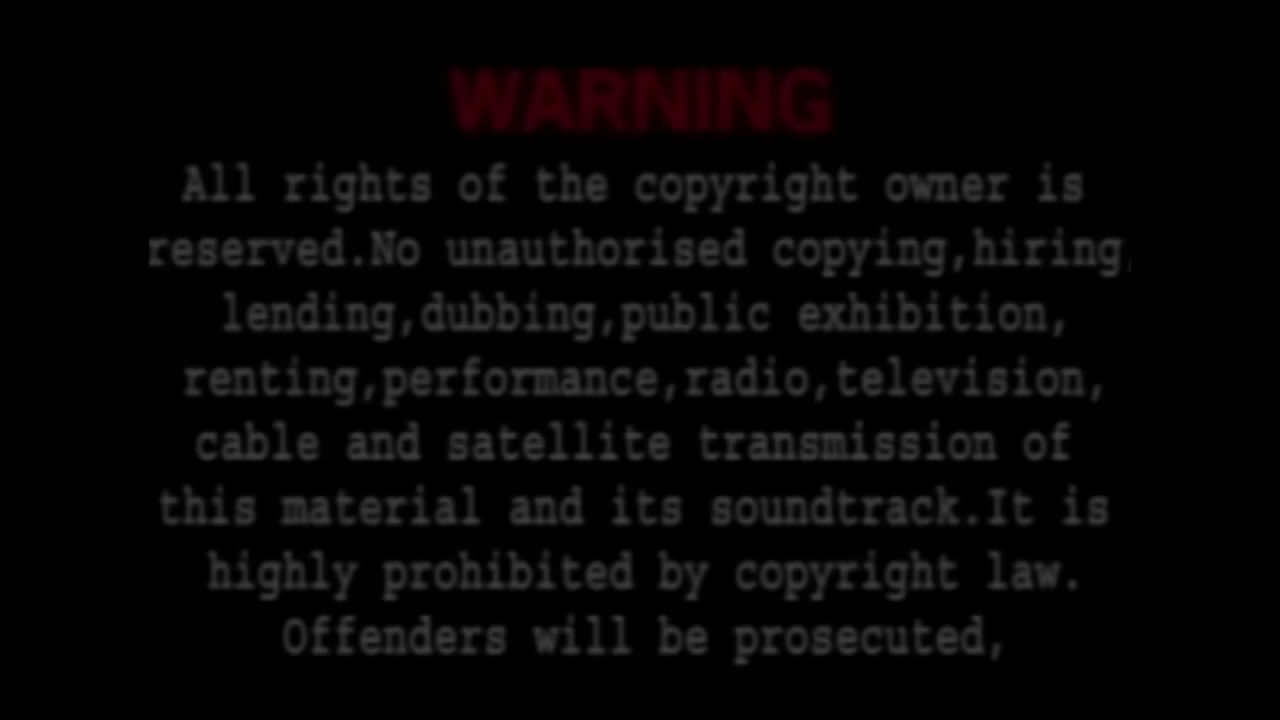 WARNING
All rights of the copyright owner is
reserved.No unauthorised copying,hiring,
lending,dubbing,public exhibition,
renting,performance,radio,television,
cable and satellite transmission of
this material and its soundtrack.It is
highly prohibited by copyright law.
Offenders will be prosecuted,